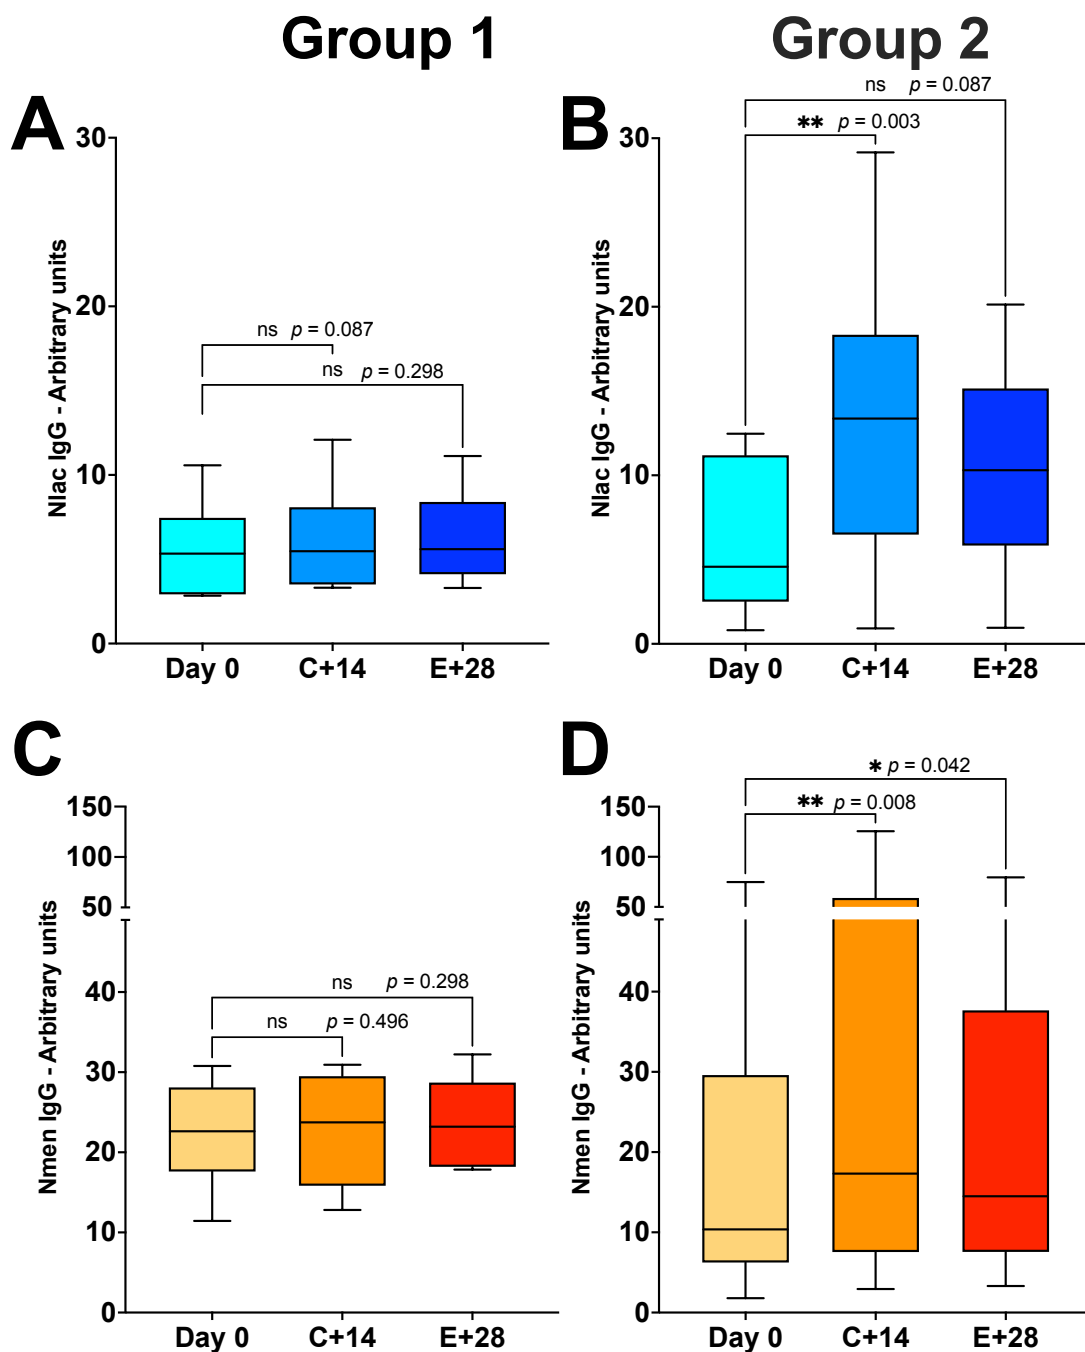 Group 1
Group 2
A
30
20
10
0
Nlac IgG - Arbitrary units
ns p = 0.087
ns p = 0.298
Day 0 C+14 E+28
B
30
20
10
0
Nlac IgG - Arbitrary units
ns p = 0.087
** p = 0.003
Day 0 C+14 E+28
C
150
100
50
40
30
20
10
0
Nmen IgG - Arbitrary units
ns p = 0.298
ns p = 0.496
Day 0 C+14 E+28
D
150
100
50
40
30
20
10
0
Nmen IgG - Arbitrary units
* p = 0.042
** p = 0.008
Day 0 C+14 E+28